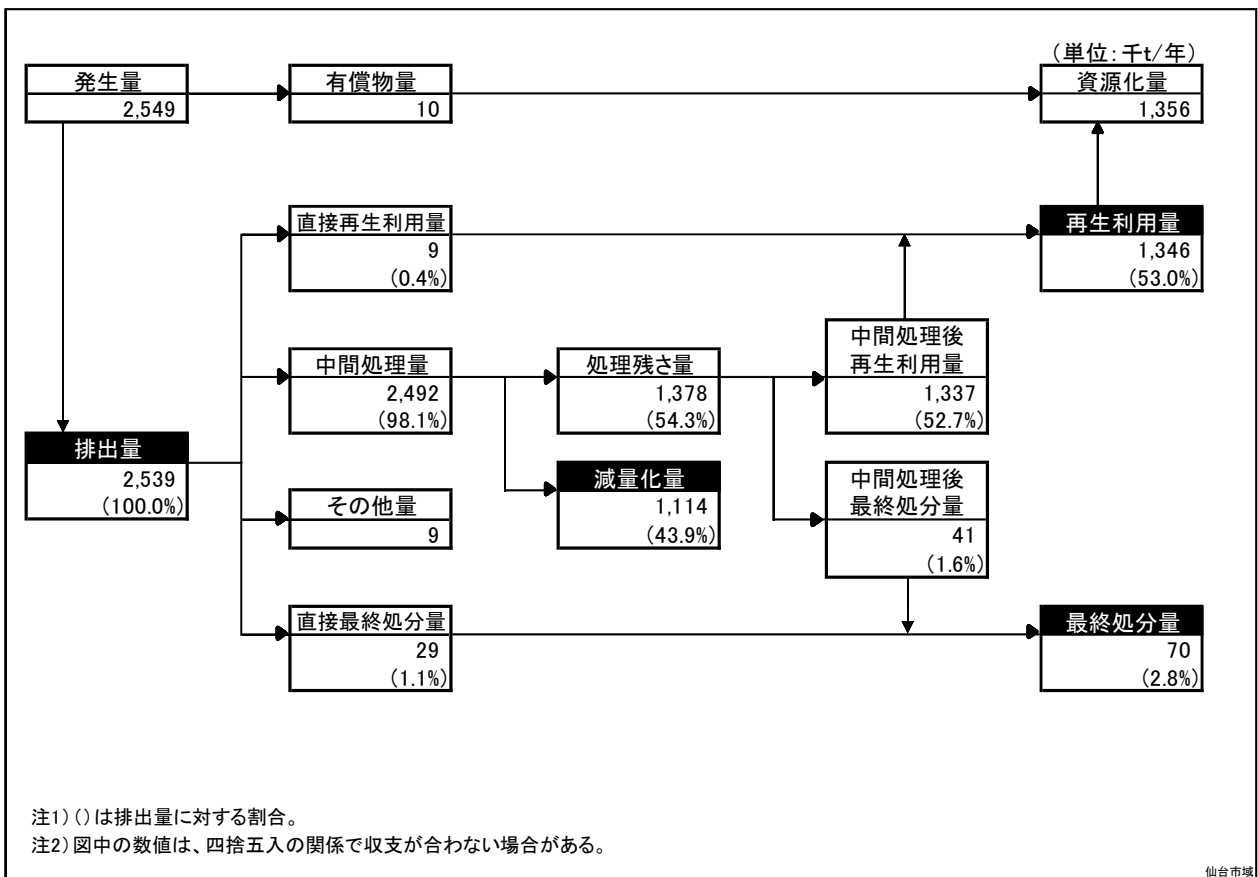 (単位:千t/年)
発生量
2,549
有償物量
10
資源化量
1,356
直接再生利用量
9
(0.4%)
再生利用量
1,346
(53.0%)
中間処理量
2,492
(98.1%)
処理残さ量
1,378
(54.3%)
中間処理後
再生利用量
1,337
(52.7%)
排出量
2,539
(100.0%)
減量化量
1,114
(43.9%)
中間処理後
最終処分量
41
(1.6%)
その他量
9
直接最終処分量
29
(1.1%)
最終処分量
70
(2.8%)
注1)()は排出量に対する割合。
注2)図中の数値は、四捨五入の関係で収支が合わない場合がある。
仙台市域